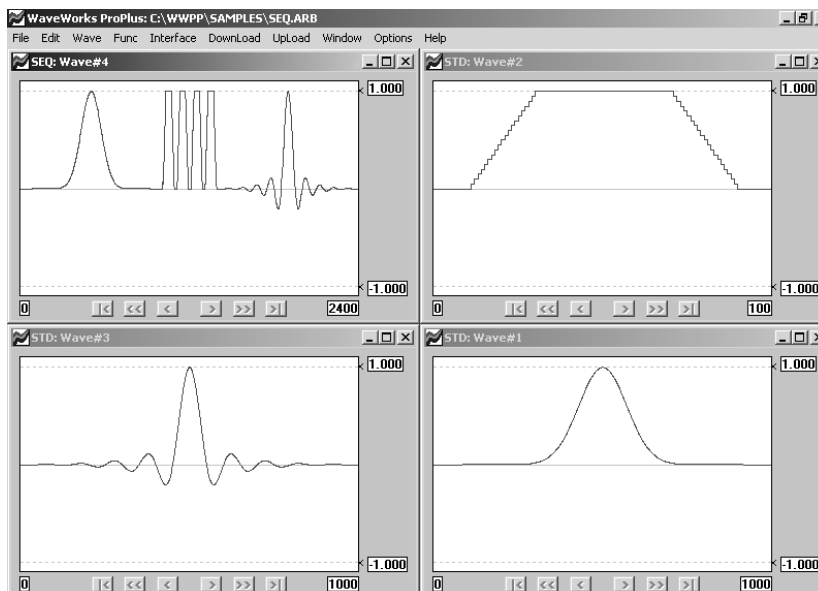 WaveWorks ProPlus: C:\WWPP\SAMPLES\SEQ.ARB
File Edit Wave Func Interface DownLoad UpLoad Window Options Help
SEQ: Wave#4
1.000
-1.000
0 |< << < > >> >| 2400
STD: Wave#2
1.000
-1.000
0 |< << < > >> >| 100
STD: Wave#3
1.000
-1.000
0 |< << < > >> >| 1000
STD: Wave#1
1.000
-1.000
0 |< << < > >> >| 1000